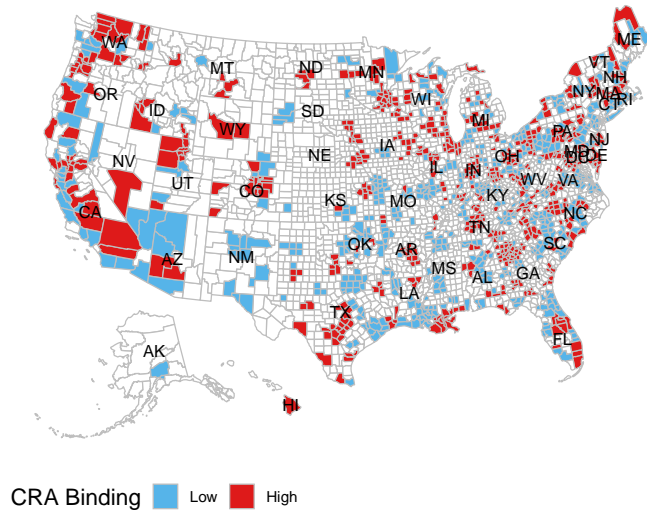 WA
ME
MT
ND
MN
VT
NH
OR
ID
WI
NY
MA
CT
RI
SD
MI
WY
PA
IA
NE
OH
NJ
NV
IL
IN
MD
DE
DC
UT
CO
WV
VA
KS
MO
KY
CA
NC
TN
OK
AR
SC
AZ
NM
MS
AL
GA
LA
TX
FL
AK
HI
CRA Binding Low High